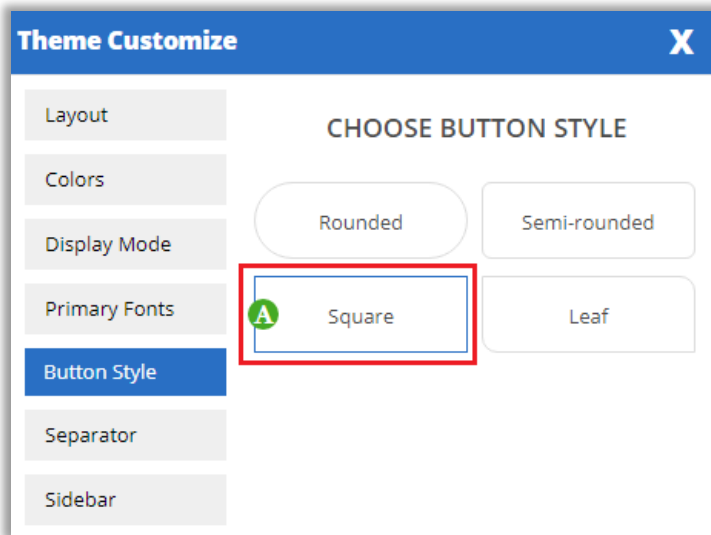 Theme Customize X
Layout
Colors
Display Mode
Primary Fonts
Button Style
Separator
Sidebar
CHOOSE BUTTON STYLE
Rounded Semi-rounded
A Square Leaf